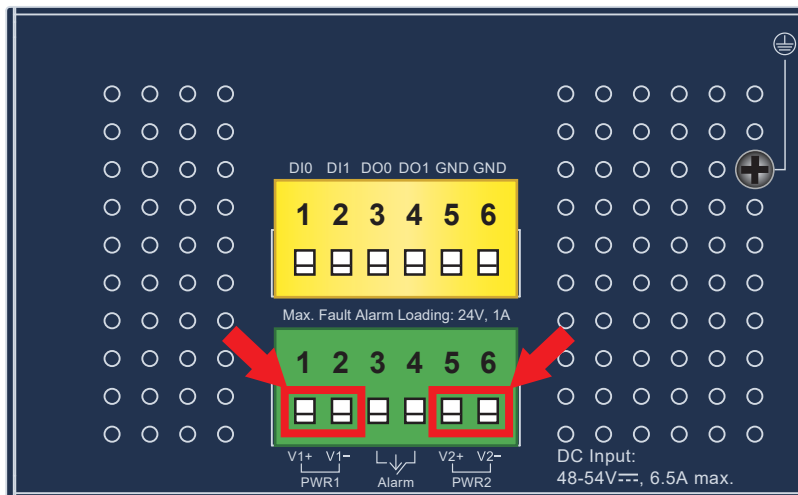 DI0 DI1 DO0 DO1 GND GND
1 2 3 4 5 6
Max. Fault Alarm Loading: 24V, 1A
1 2 3 4 5 6
V1+ V1− V2+ V2−
PWR1 Alarm PWR2
DC Input:
48-54V⎓, 6.5A max.